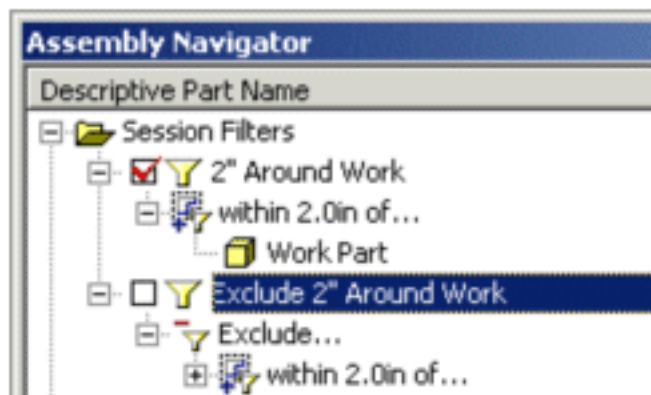 Assembly Navigator
Descriptive Part Name
Session Filters
2" Around Work
within 2.0in of...
Work Part
Exclude 2" Around Work
Exclude...
within 2.0in of...